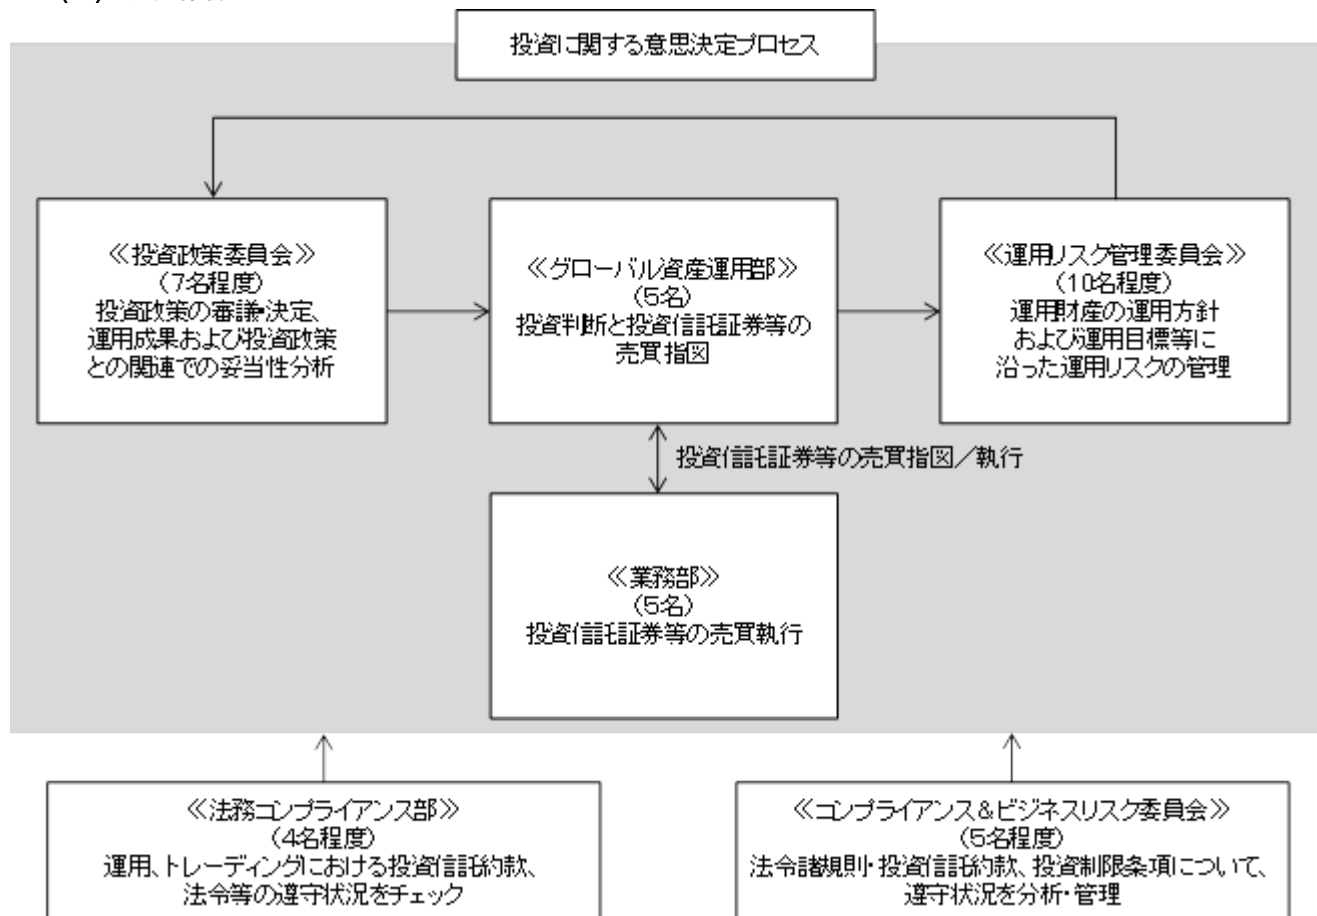 投資に関する意思決定プロセス
≪投資政策委員会≫
(7名程度)
投資政策の審議・決定、
運用成果および投資政策
との関連での妥当性分析
≪グローバル資産運用部≫
(5名)
投資判断と投資信託証券等の
売買指図
≪運用リスク管理委員会≫
(10名程度)
運用財産の運用方針
および運用目標等に
沿った運用リスクの管理
投資信託証券等の売買指図/執行
≪業務部≫
(5名)
投資信託証券等の売買執行
≪法務コンプライアンス部≫
(4名程度)
運用、トレーディングにおける投資信託約款、
法令等の遵守状況をチェック
≪コンプライアンス&ビジネスリスク委員会≫
(5名程度)
法令諸規則・投資信託約款、投資制限条項について、
遵守状況を分析・管理